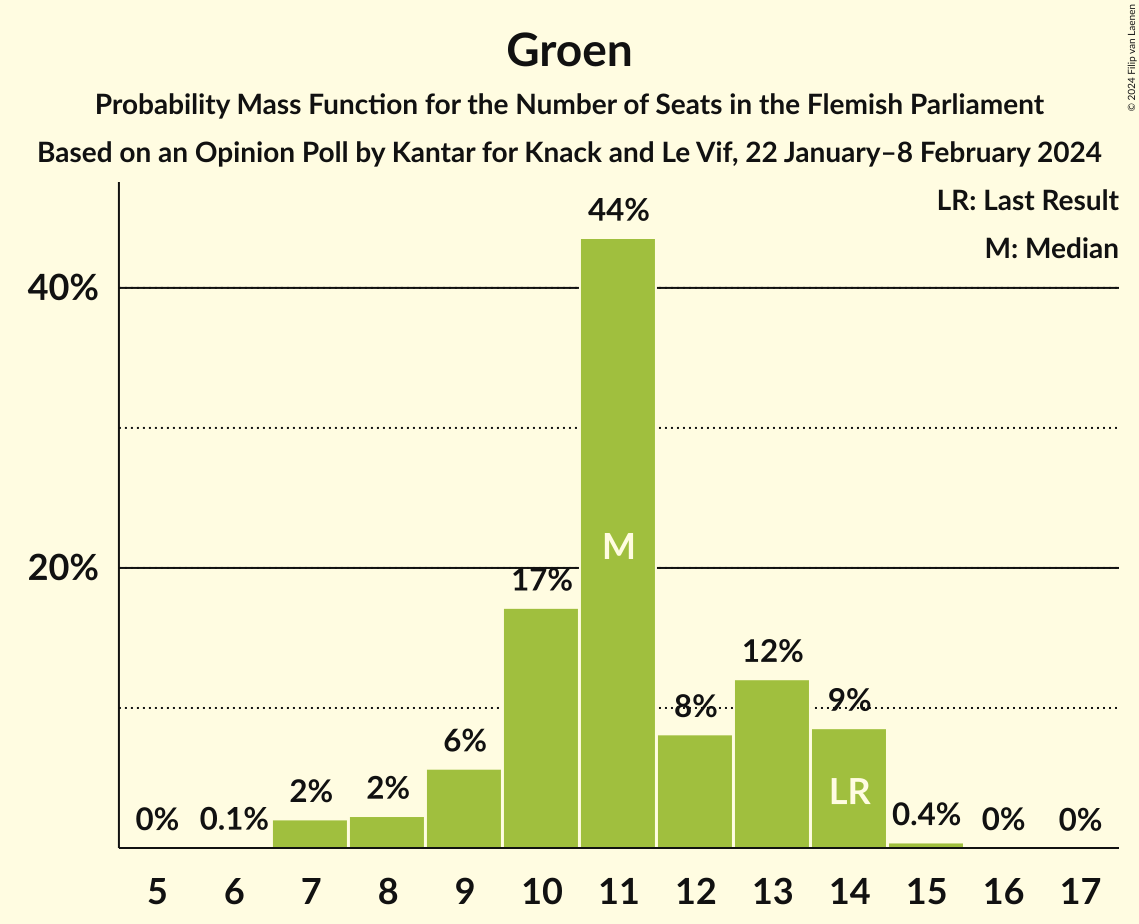 Groen
Probability Mass Function for the Number of Seats in the Flemish Parliament
Based on an Opinion Poll by Kantar for Knack and Le Vif, 22 January–8 February 2024
© 2024 Filip van Laenen
LR: Last Result
M: Median
40%
20%
0%
0.1%
2%
2%
6%
17%
44%
8%
12%
9%
0.4%
0%
0%
M
LR
5 6 7 8 9 10 11 12 13 14 15 16 17